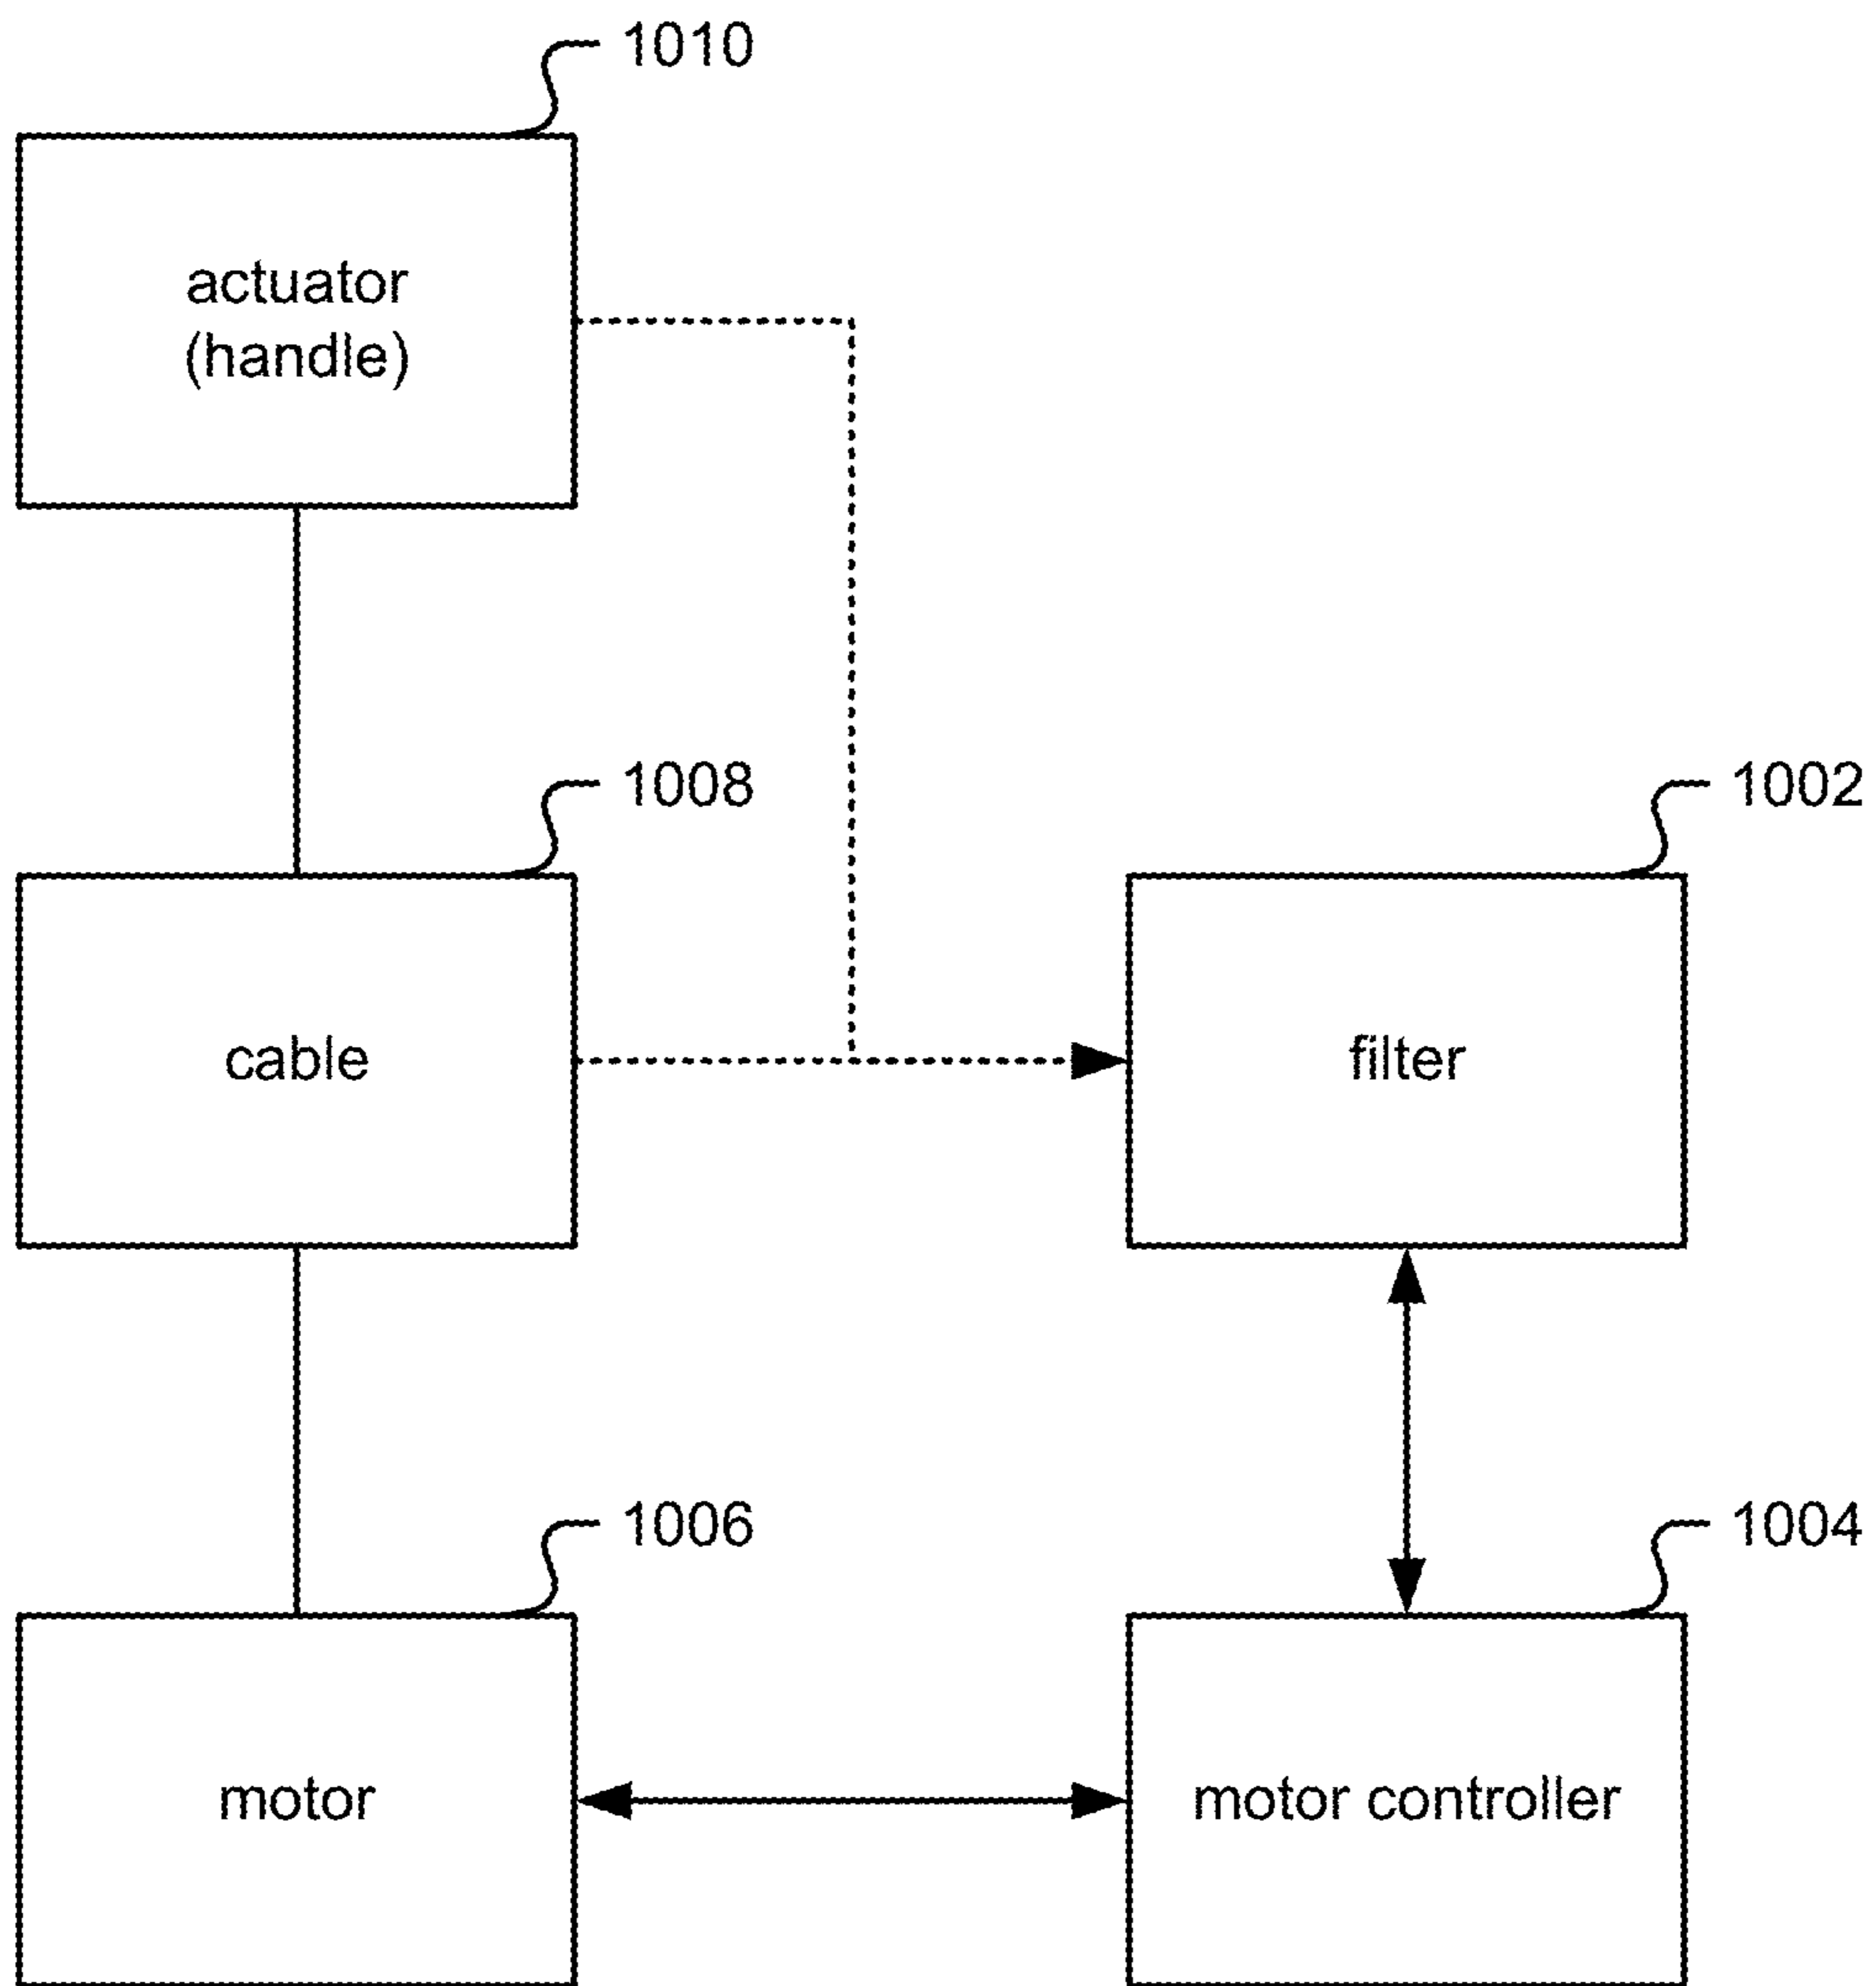 1010
actuator
(handle)
1008
1002
cable
filter
1006
1004
motor
motor controller